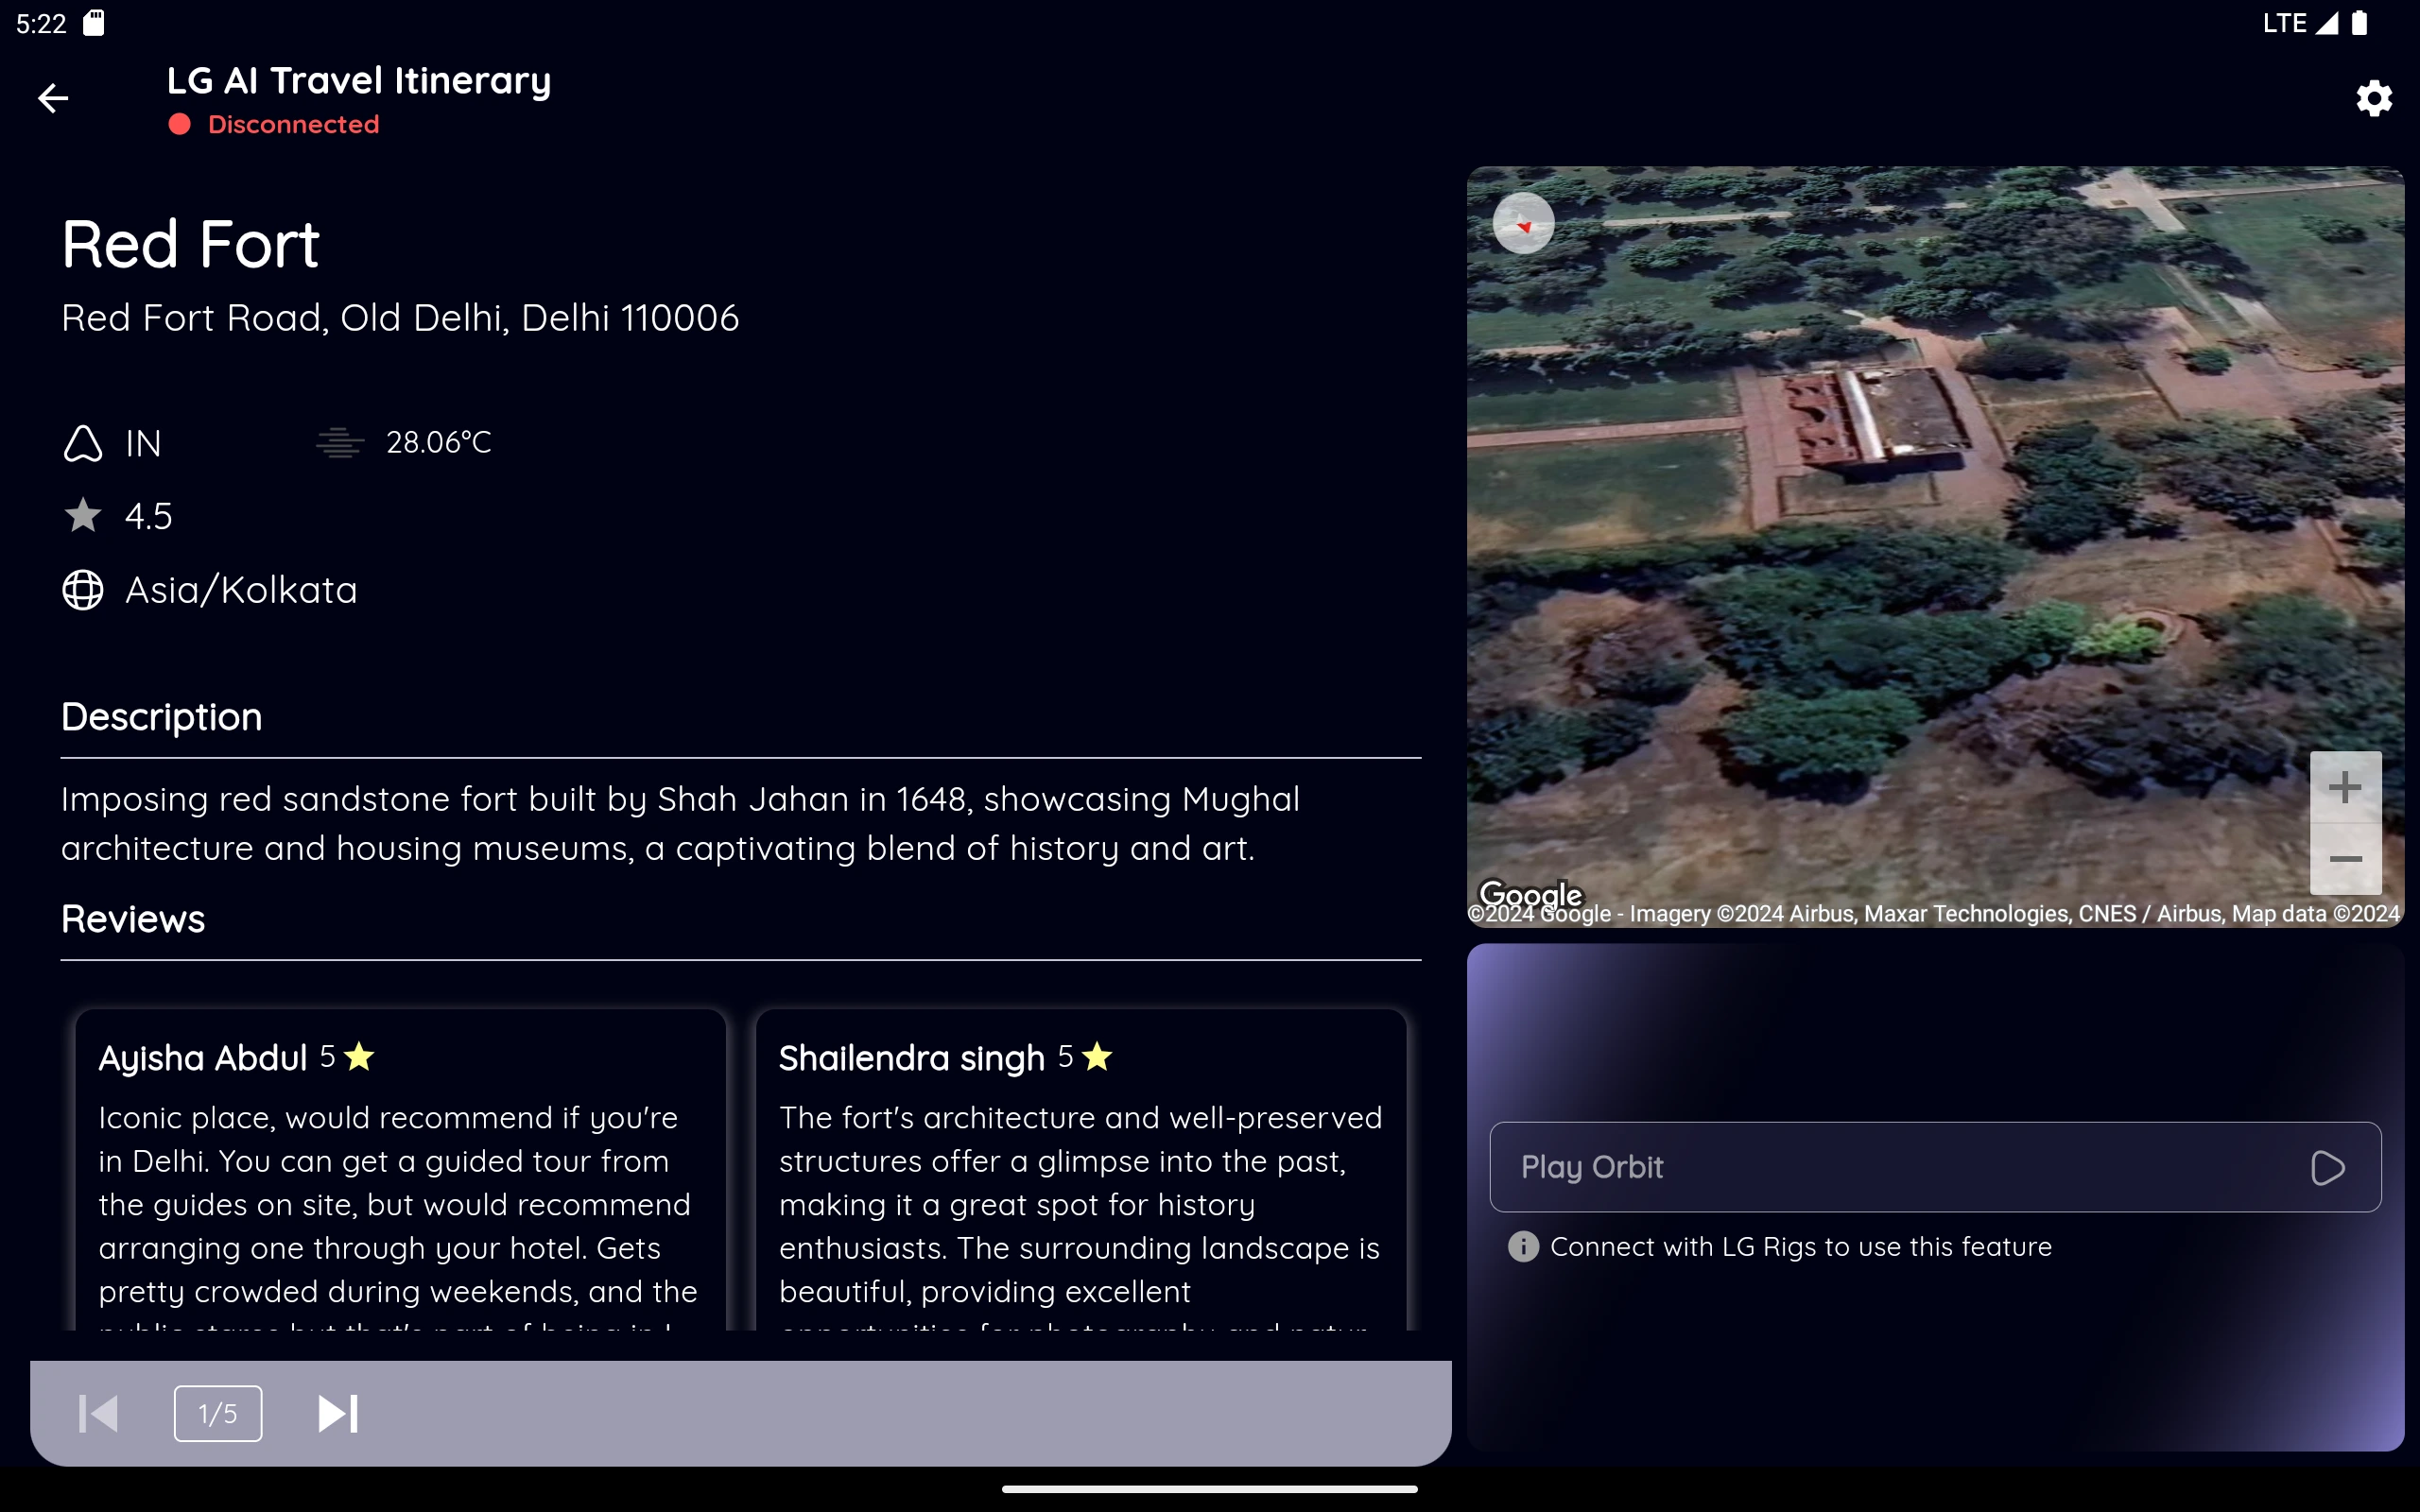 5:22
LTE
LG AI Travel Itinerary
Disconnected
Red Fort
Red Fort Road, Old Delhi, Delhi 110006
IN
28.06°C
4.5
Asia/Kolkata
Description
Imposing red sandstone fort built by Shah Jahan in 1648, showcasing Mughal
architecture and housing museums, a captivating blend of history and art.
Reviews
Ayisha Abdul 5
Iconic place, would recommend if you're
in Delhi. You can get a guided tour from
the guides on site, but would recommend
arranging one through your hotel. Gets
pretty crowded during weekends, and the
Shailendra singh 5
The fort's architecture and well-preserved
structures offer a glimpse into the past,
making it a great spot for history
enthusiasts. The surrounding landscape is
beautiful, providing excellent
opportunities for photography and natur
1/5
Google
©2024 Google - Imagery ©2024 Airbus, Maxar Technologies, CNES / Airbus, Map data ©2024
Play Orbit
Connect with LG Rigs to use this feature